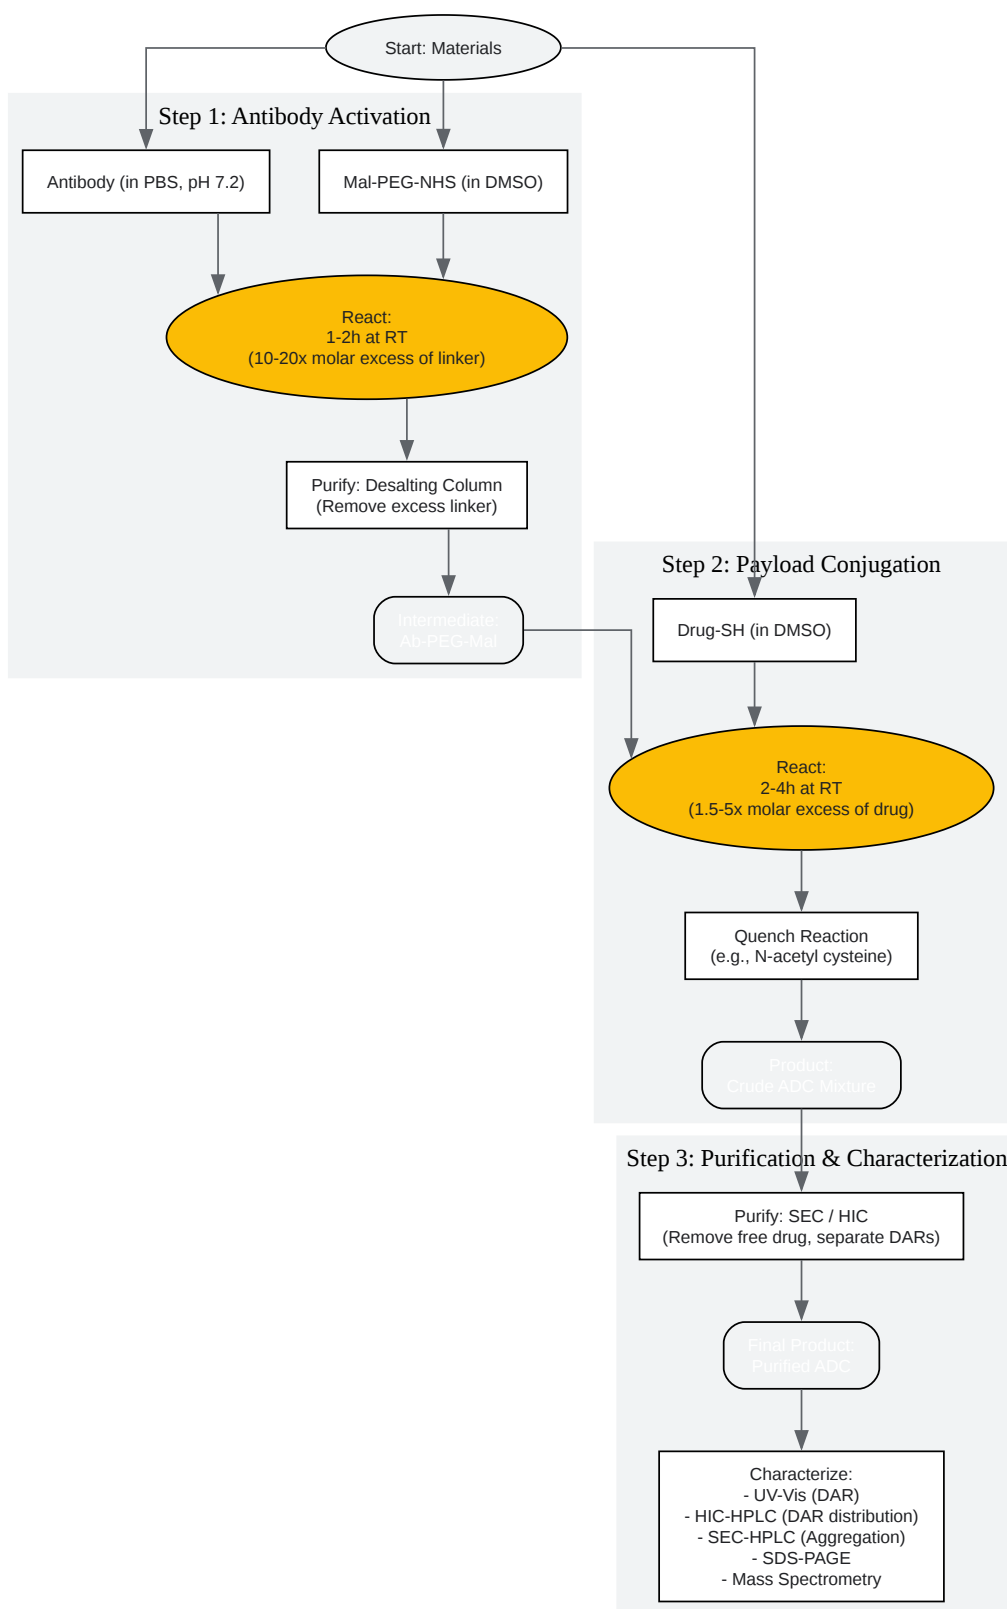 Start: Materials
Step 1: Antibody Activation
Antibody (in PBS, pH 7.2)
Mal-PEG-NHS (in DMSO)
React:
1-2h at RT
(10-20x molar excess of linker)
Purify: Desalting Column
(Remove excess linker)
Intermediate:
Ab-PEG-Mal
Step 2: Payload Conjugation
Drug-SH (in DMSO)
React:
2-4h at RT
(1.5-5x molar excess of drug)
Quench Reaction
(e.g., N-acetyl cysteine)
Product:
Crude ADC Mixture
Step 3: Purification & Characterization
Purify: SEC / HIC
(Remove free drug, separate DARs)
Final Product:
Purified ADC
Characterize:
- UV-Vis (DAR)
- HIC-HPLC (DAR distribution)
- SEC-HPLC (Aggregation)
- SDS-PAGE
- Mass Spectrometry